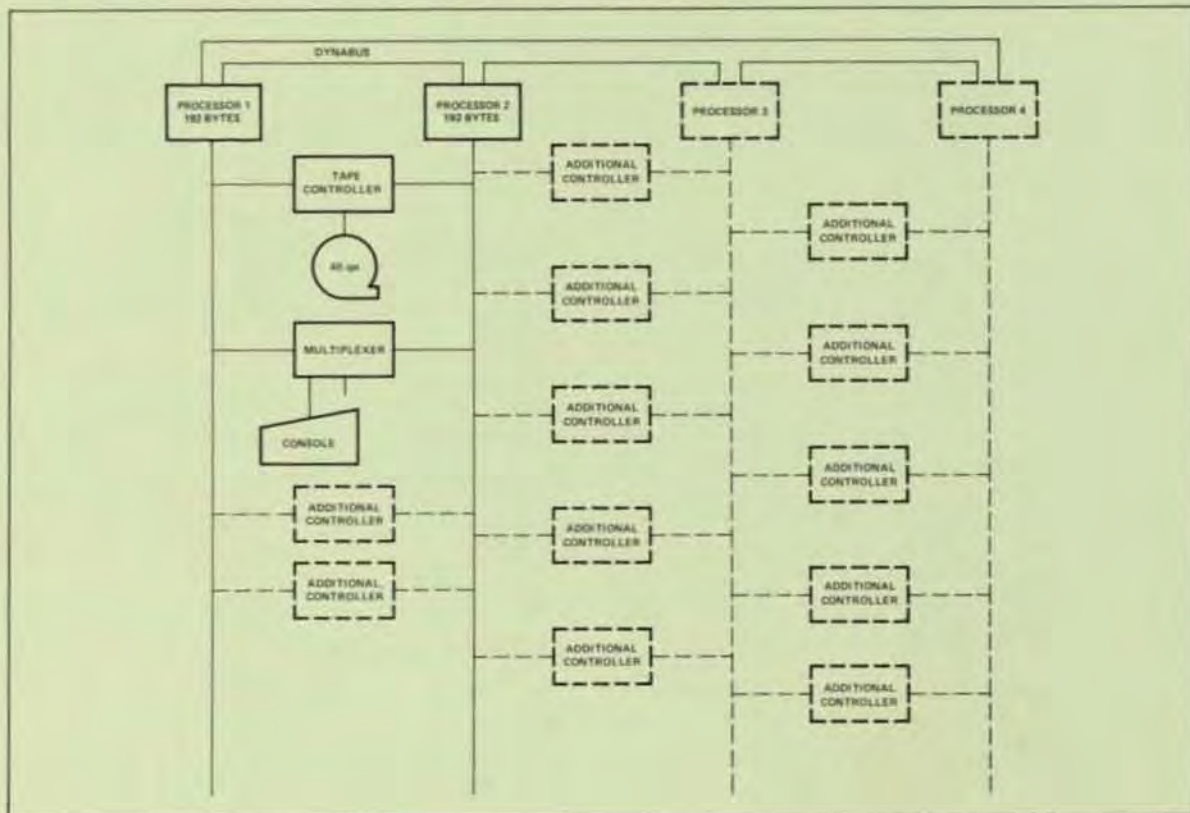 DYNABUS
PROCESSOR 1
192 BYTES
PROCESSOR 2
192 BYTES
PROCESSOR 3
PROCESSOR 4
TAPE
CONTROLLER
ADDITIONAL
CONTROLLER
ADDITIONAL
CONTROLLER
45
ADDITIONAL
CONTROLLER
MULTIPLEXER
ADDITIONAL
CONTROLLER
ADDITIONAL
CONTROLLER
CONSOLE
ADDITIONAL
CONTROLLER
ADDITIONAL
CONTROLLER
ADDITIONAL
CONTROLLER
ADDITIONAL
CONTROLLER
ADDITIONAL
CONTROLLER
ADDITIONAL
CONTROLLER
ADDITIONAL
CONTROLLER